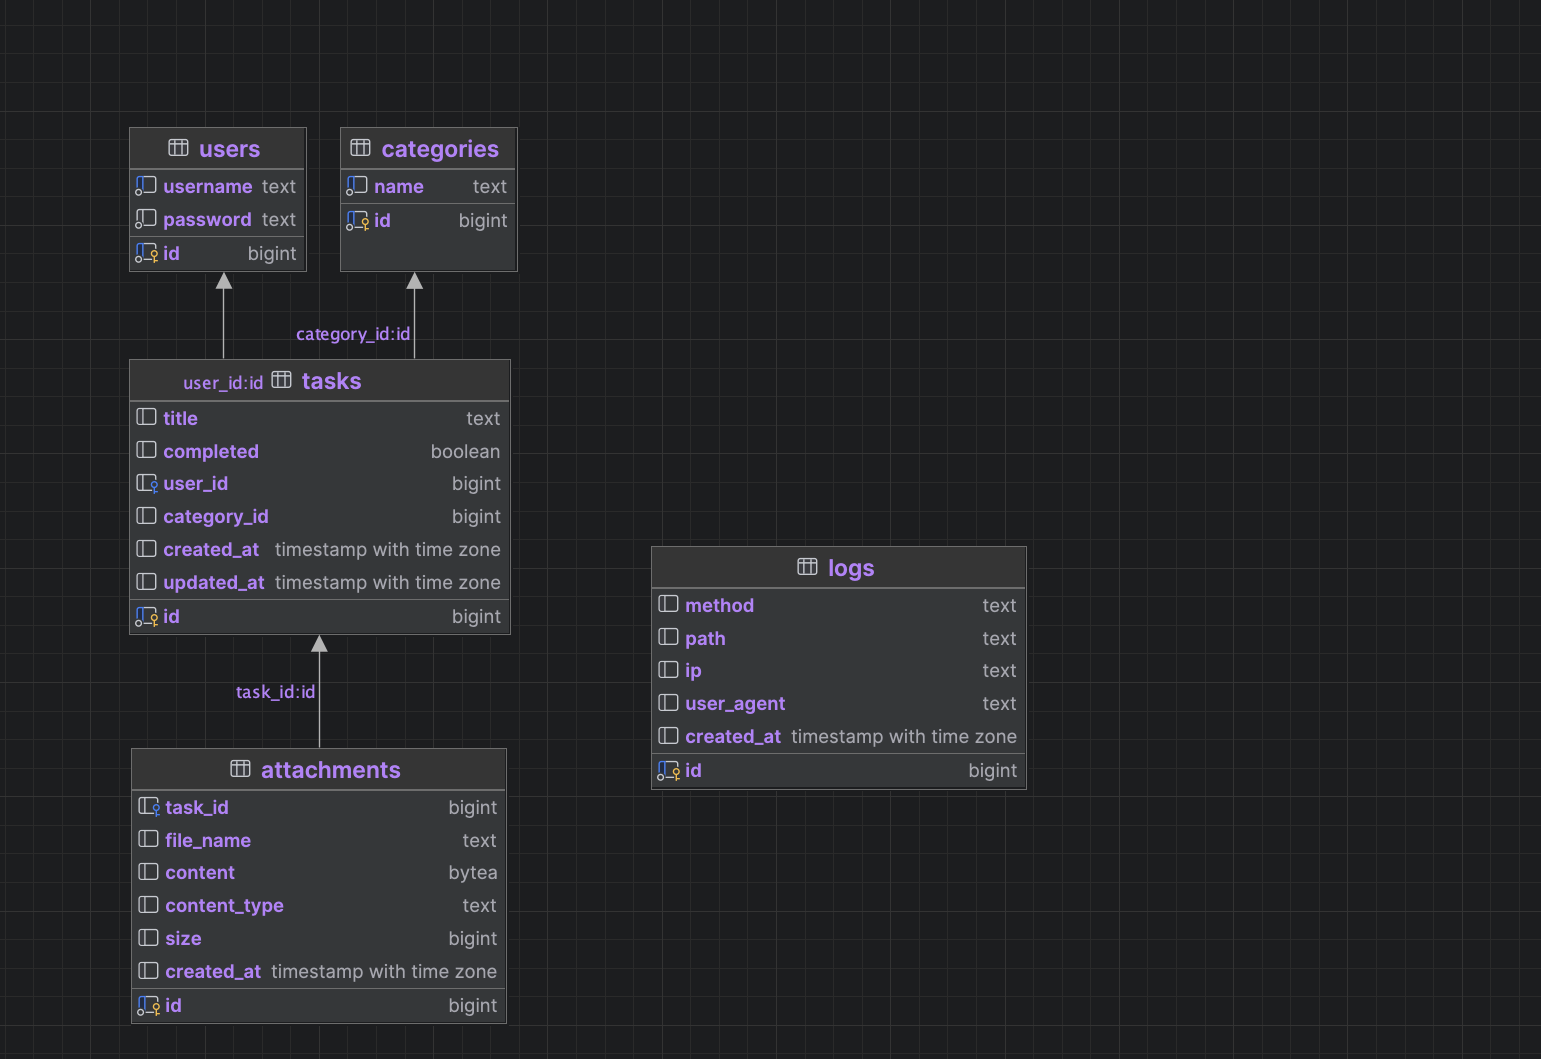 users
username text
password text
id bigint
categories
name text
id bigint
category_id:id
user_id:id
tasks
title text
completed boolean
user_id bigint
category_id bigint
created_at timestamp with time zone
updated_at timestamp with time zone
id bigint
task_id:id
attachments
task_id bigint
file_name text
content bytea
content_type text
size bigint
created_at timestamp with time zone
id bigint
logs
method text
path text
ip text
user_agent text
created_at timestamp with time zone
id bigint